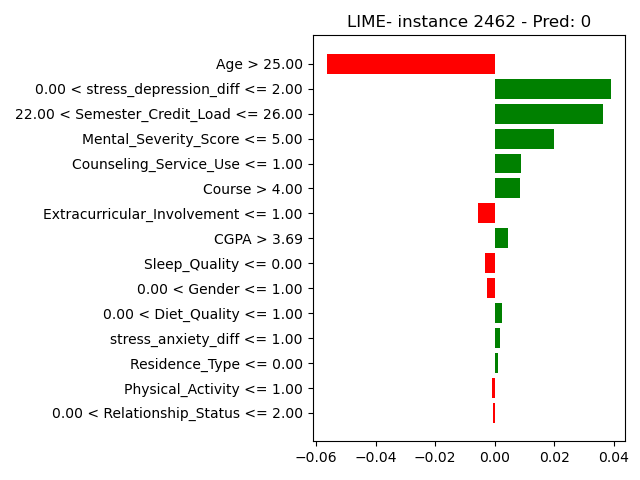 LIME- instance 2462 - Pred: 0
Age > 25.00
0.00 < stress_depression_diff <= 2.00
22.00 < Semester_Credit_Load <= 26.00
Mental_Severity_Score <= 5.00
Counseling_Service_Use <= 1.00
Course > 4.00
Extracurricular_Involvement <= 1.00
CGPA > 3.69
Sleep_Quality <= 0.00
0.00 < Gender <= 1.00
0.00 < Diet_Quality <= 1.00
stress_anxiety_diff <= 1.00
Residence_Type <= 0.00
Physical_Activity <= 1.00
0.00 < Relationship_Status <= 2.00
−0.06 −0.04 −0.02 0.00 0.02 0.04